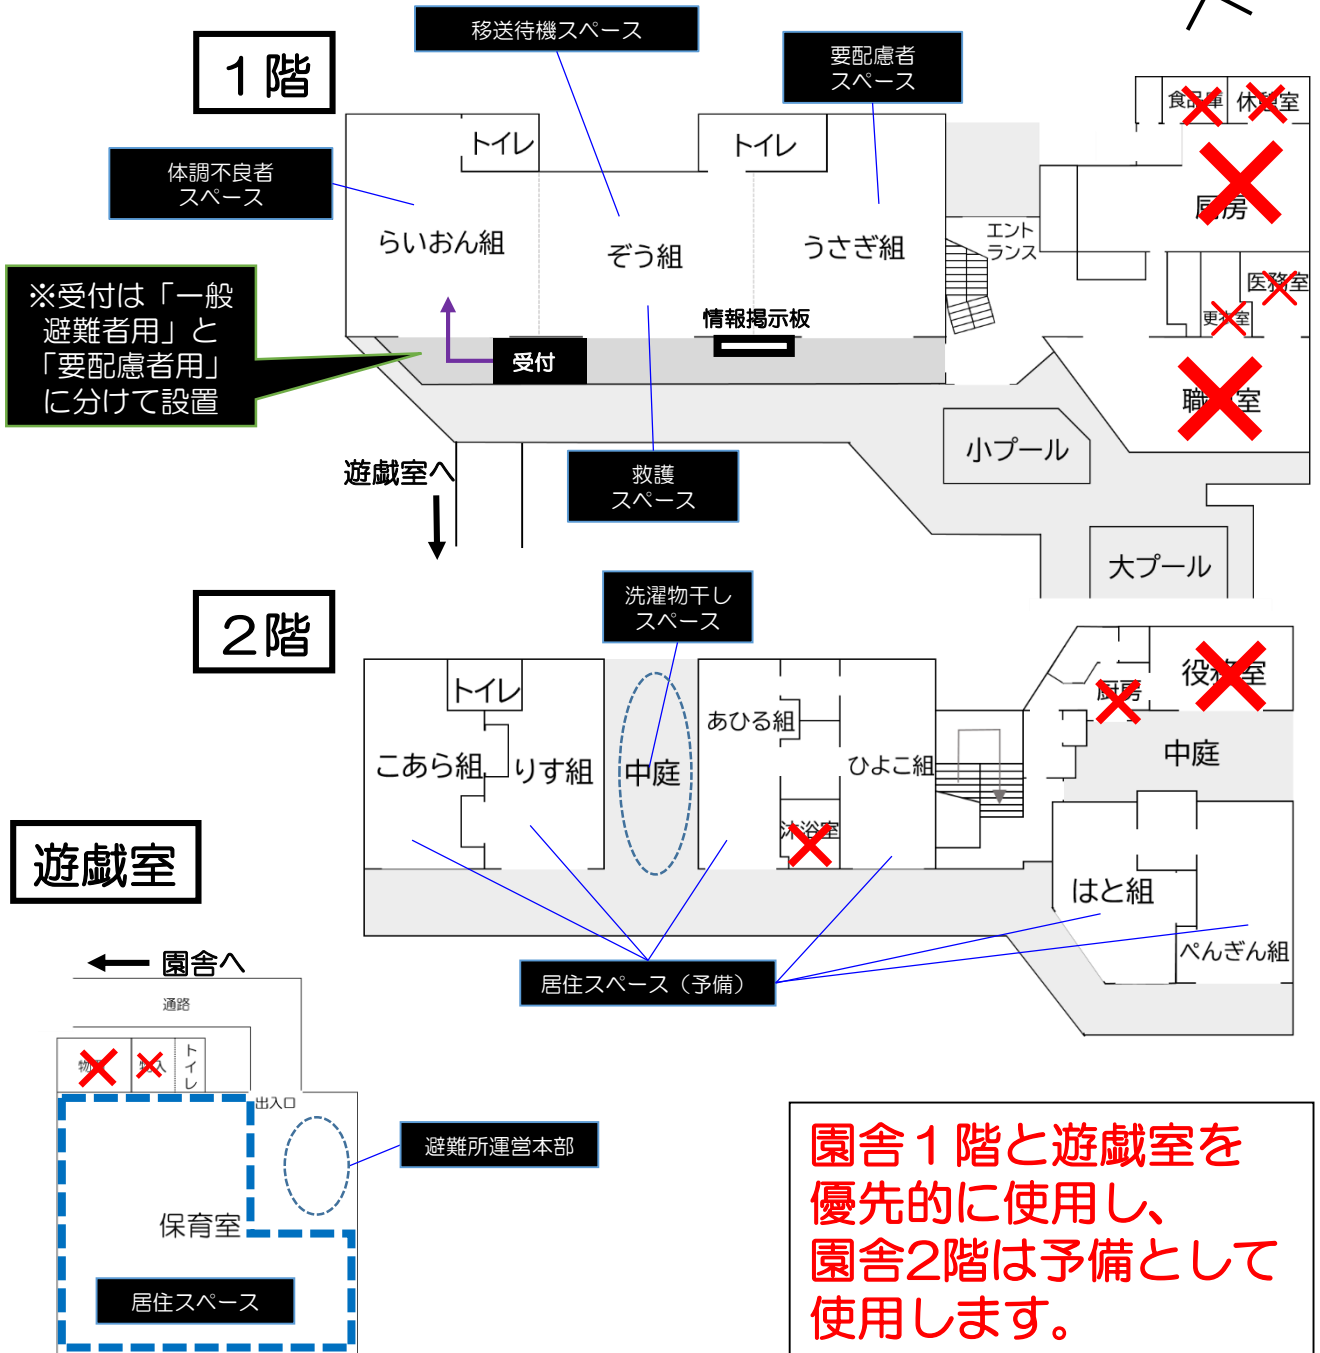 移送待機スペース
1階
要配慮者
スペース
食品庫
休憩室
トイレ
トイレ
体調不良者
スペース
厨房
らいおん組
ぞう組
うさぎ組
エント
ランス
医務室
※受付は「一般
避難者用」と
「要配慮者用」
に分けて設置
情報掲示板
更衣室
受付
職員室
小プール
遊戯室へ
救護
スペース
大プール
2階
洗濯物干し
スペース
トイレ
役務室
厨房
あひる組
こあら組
りす組
中庭
ひよこ組
中庭
沐浴室
遊戯室
はと組
ぺんぎん組
園舎へ
居住スペース（予備）
通路
トイレ
出入口
避難所運営本部
保育室
居住スペース
園舎1階と遊戯室を
優先的に使用し、
園舎2階は予備として
使用します。